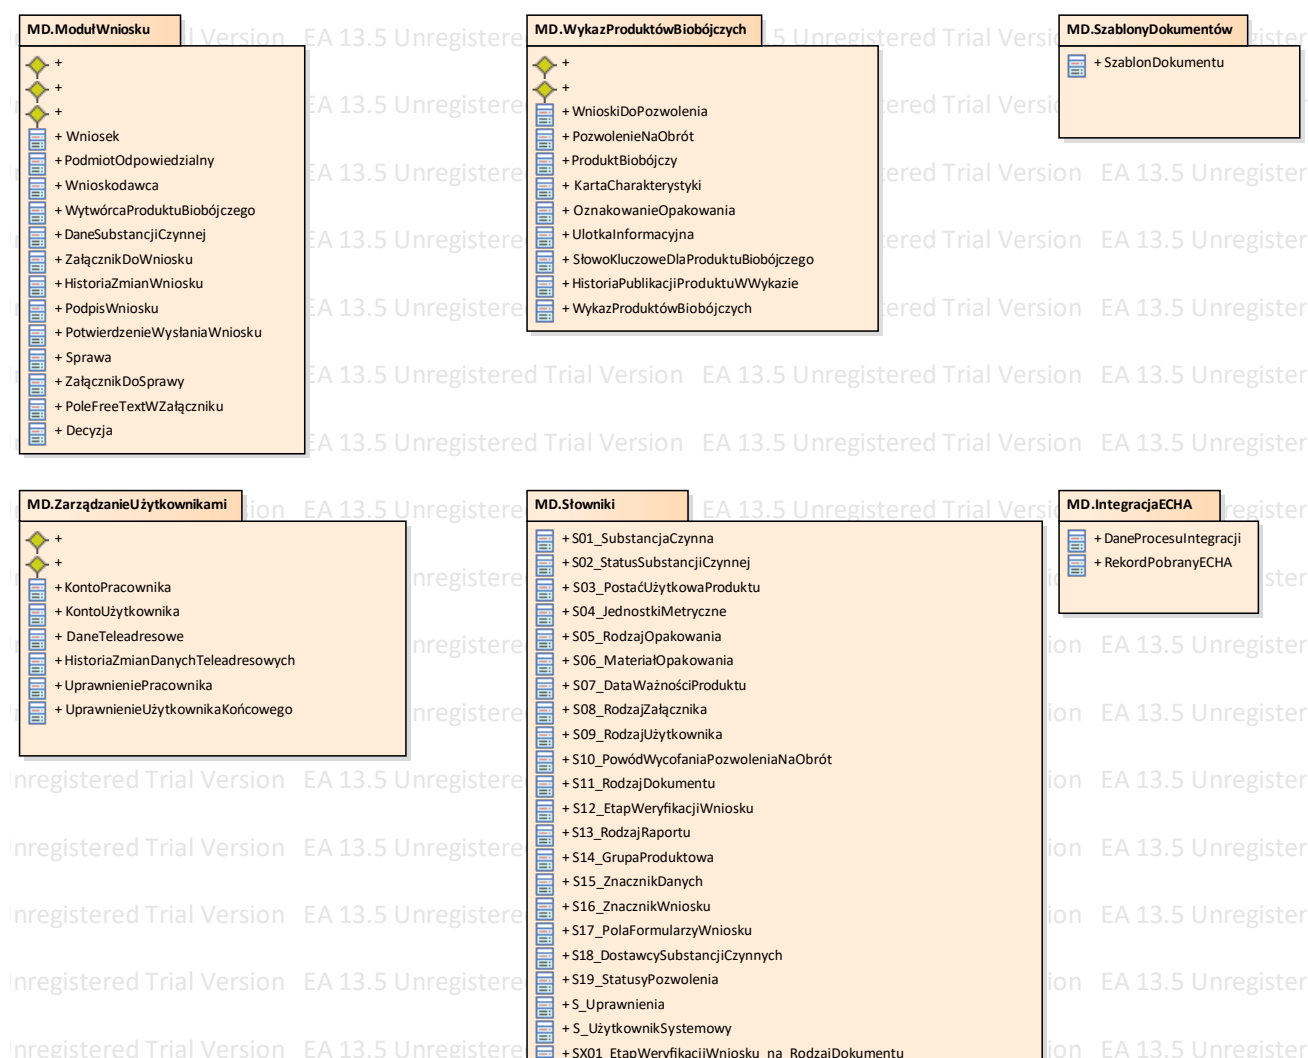 MD.ModułWniosku
+
+
+
+ Wniosek
+ PodmiotOdpowiedzialny
+ Wnioskodawca
+ WytwórcaProduktuBiobójczego
+ DaneSubstancjiCzynnej
+ ZałącznikDoWniosku
+ HistoriaZmianWniosku
+ PodpisWniosku
+ PotwierdzenieWysłaniaWniosku
+ Sprawa
+ ZałącznikDoSprawy
+ PoleFreeTextWZałączniku
+ Decyzja
MD.WykazProduktówBiobójczych
+
+
+ WnioskiDoPozwolenia
+ PozwolenieNaObrót
+ ProduktBiobójczy
+ KartaCharakterystyki
+ OznakowanieOpakowania
+ UlotkaInformacyjna
+ SłowoKluczoweDlaProduktuBiobójczego
+ HistoriaPublikacjiProduktuWWykazie
+ WykazProduktówBiobójczych
MD.SzablonyDokumentów
+ SzablonDokumentu
MD.ZarządzanieUżytkownikami
+
+
+ KontoPracownika
+ KontoUżytkownika
+ DaneTeleadresowe
+ HistoriaZmianDanychTeleadresowych
+ UprawnieniePracownika
+ UprawnienieUżytkownikaKońcowego
MD.Słowniki
+ S01_SubstancjaCzynna
+ S02_StatusSubstancjiCzynnej
+ S03_PostaćUżytkowaProduktu
+ S04_JednostkiMetryczne
+ S05_RodzajOpakowania
+ S06_MateriałOpakowania
+ S07_DataWażnościProduktu
+ S08_RodzajZałącznika
+ S09_RodzajUżytkownika
+ S10_PowódWycofaniaPozwoleniaNaObrót
+ S11_RodzajDokumentu
+ S12_EtapWeryfikacjiWniosku
+ S13_RodzajRaportu
+ S14_GrupaProduktowa
+ S15_ZnacznikDanych
+ S16_ZnacznikWniosku
+ S17_PolaFormularzyWniosku
+ S18_DostawcySubstancjiCzynnych
+ S19_StatusyPozwolenia
+ S_Uprawnienia
+ S_UżytkownikSystemowy
+ SX01_EtapWeryfikacjiWniosku_na_RodzajDokumentu
MD.IntegracjaECHA
+ DaneProcesuIntegracji
+ RekordPobranyECHA
EA 13.5 Unregistered Trial Version